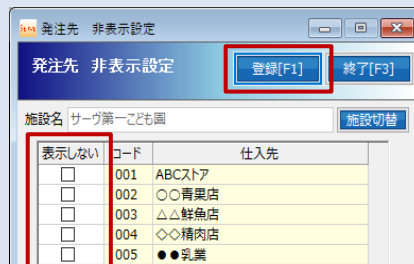 発注先 非表示設定
発注先 非表示設定
登録[F1] 終了[F3]
施設名 サーヴ第一こども園 施設切替
表示しない コード 仕入先
001 ABCストア
002 〇〇青果店
003 △△鮮魚店
004 ◇◇精肉店
005 ●●乳業